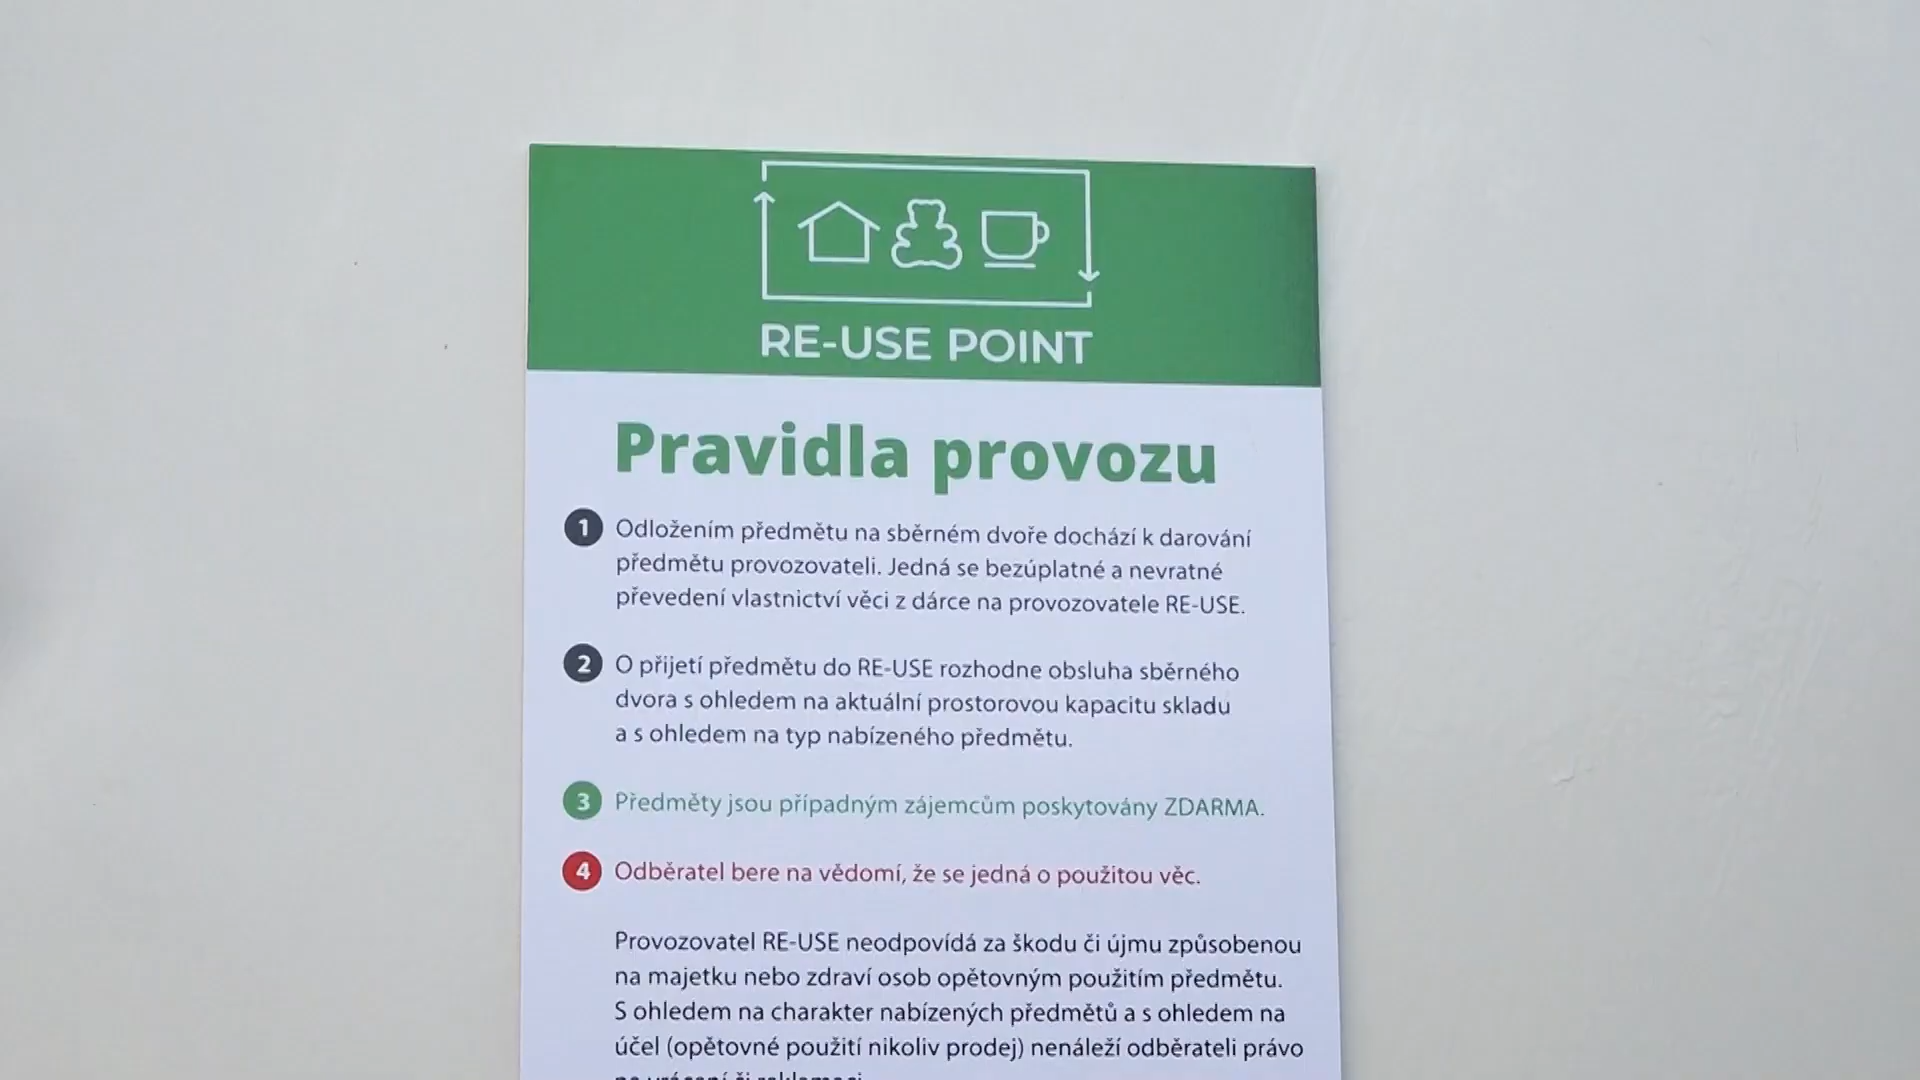 RE-USE POINT
Pravidla provozu
1 Odložením předmětu na sběrném dvoře dochází k darování
předmětu provozovateli. Jedná se bezúplatné a nevratné
převedení vlastnictví věci z dárce na provozovatele RE-USE.
2 O přijetí předmětu do RE-USE rozhodne obsluha sběrného
dvora s ohledem na aktuální prostorovou kapacitu skladu
a s ohledem na typ nabízeného předmětu.
3 Předměty jsou případným zájemcům poskytovány ZDARMA.
4 Odběratel bere na vědomí, že se jedná o použitou věc.
Provozovatel RE-USE neodpovídá za škodu či újmu způsobenou
na majetku nebo zdraví osob opětovným použitím předmětu.
S ohledem na charakter nabízených předmětů a s ohledem na
účel (opětovné použití nikoliv prodej) nenáleží odběrateli právo